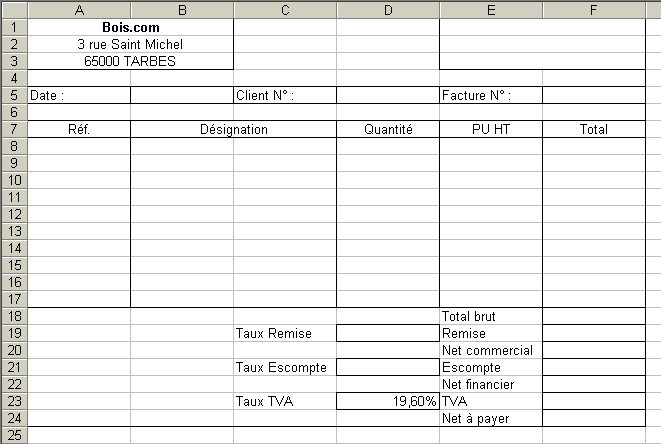 A B C D E F
1 Bois.com
2 3 rue Saint Michel
3 65000 TARBES
4
5 Date : Client N° : Facture N° :
6
7 Réf. Désignation Quantité PU HT Total
8
9
10
11
12
13
14
15
16
17
18 Total brut
19 Taux Remise Remise
20 Net commercial
21 Taux Escompte Escompte
22 Net financier
23 Taux TVA 19,60% TVA
24 Net à payer
25